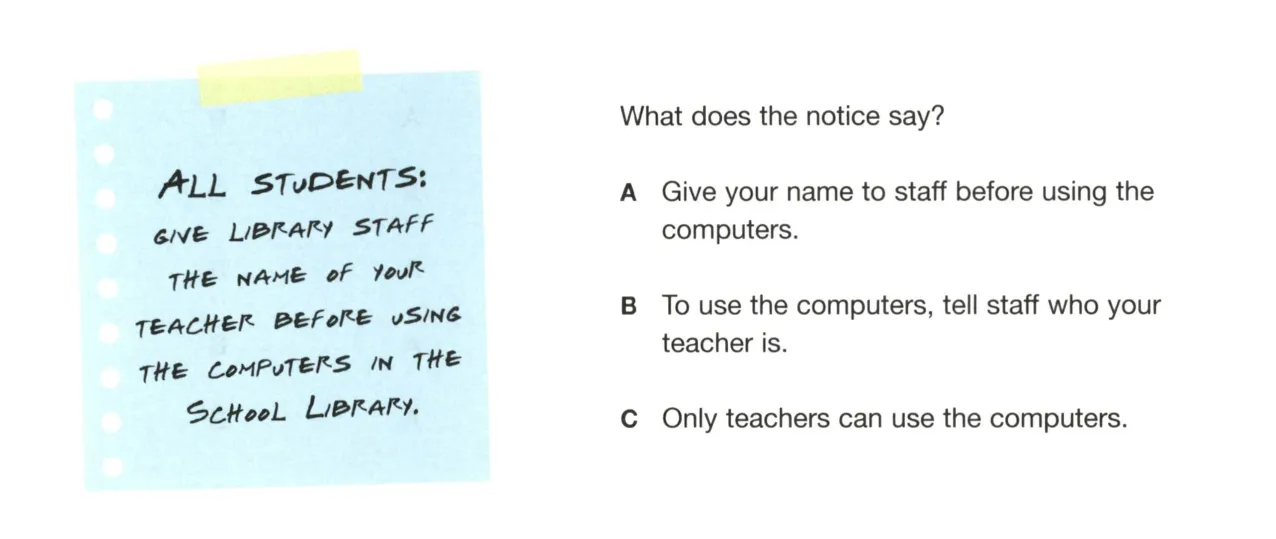 ALL STUDENTS:
GIVE LIBRARY STAFF
THE NAME OF YOUR
TEACHER BEFORE USING
THE COMPUTERS IN THE
SCHOOL LIBRARY.
What does the notice say?
A Give your name to staff before using the
computers.
B To use the computers, tell staff who your
teacher is.
C Only teachers can use the computers.